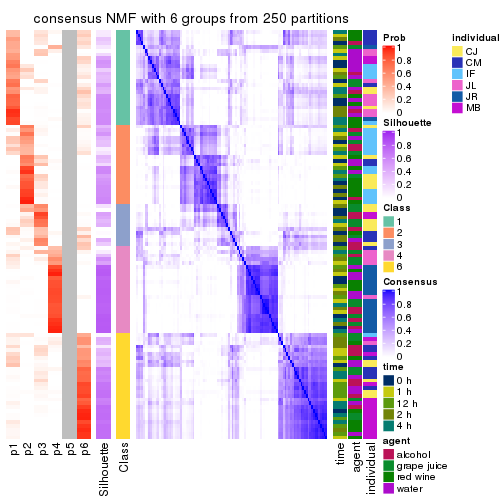 consensus NMF with 6 groups from 250 partitions
Prob
1
0.8
0.6
0.4
0.2
0
Silhouette
1
0.8
0.6
0.4
0.2
0
Class
1
2
3
4
6
Consensus
1
0.8
0.6
0.4
0.2
0
time
0 h
1 h
12 h
2 h
4 h
agent
alcohol
grape juice
red wine
water
individual
CJ
CM
IF
JL
JR
MB
p1
p2
p3
p4
p5
p6
Silhouette
Class
time
agent
individual